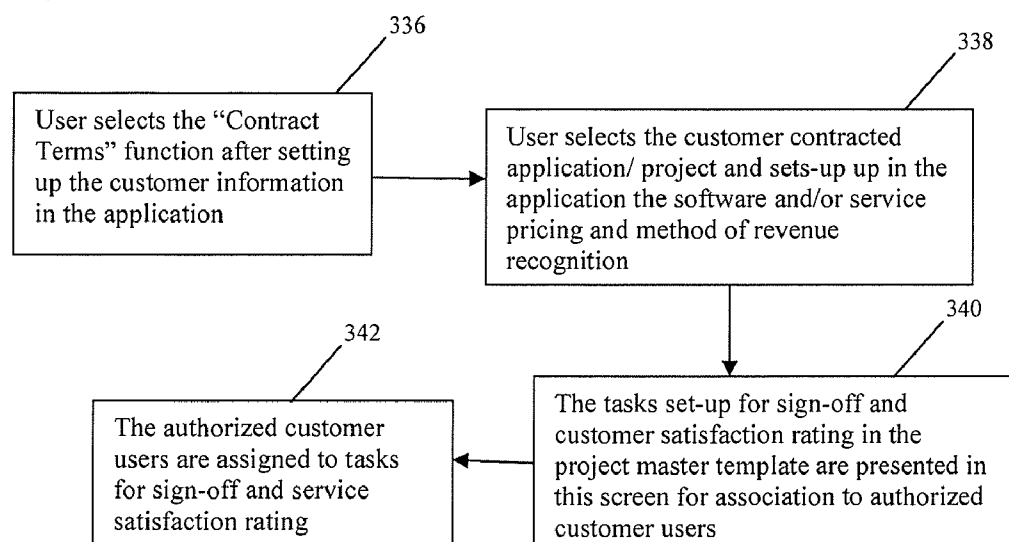 336
User selects the “Contract
Terms” function after setting
up the customer information
in the application
338
User selects the customer contracted
application/ project and sets-up up in the
application the software and/or service
pricing and method of revenue
recognition
340
The tasks set-up for sign-off and
customer satisfaction rating in the
project master template are presented in
this screen for association to authorized
customer users
342
The authorized customer
users are assigned to tasks
for sign-off and service
satisfaction rating